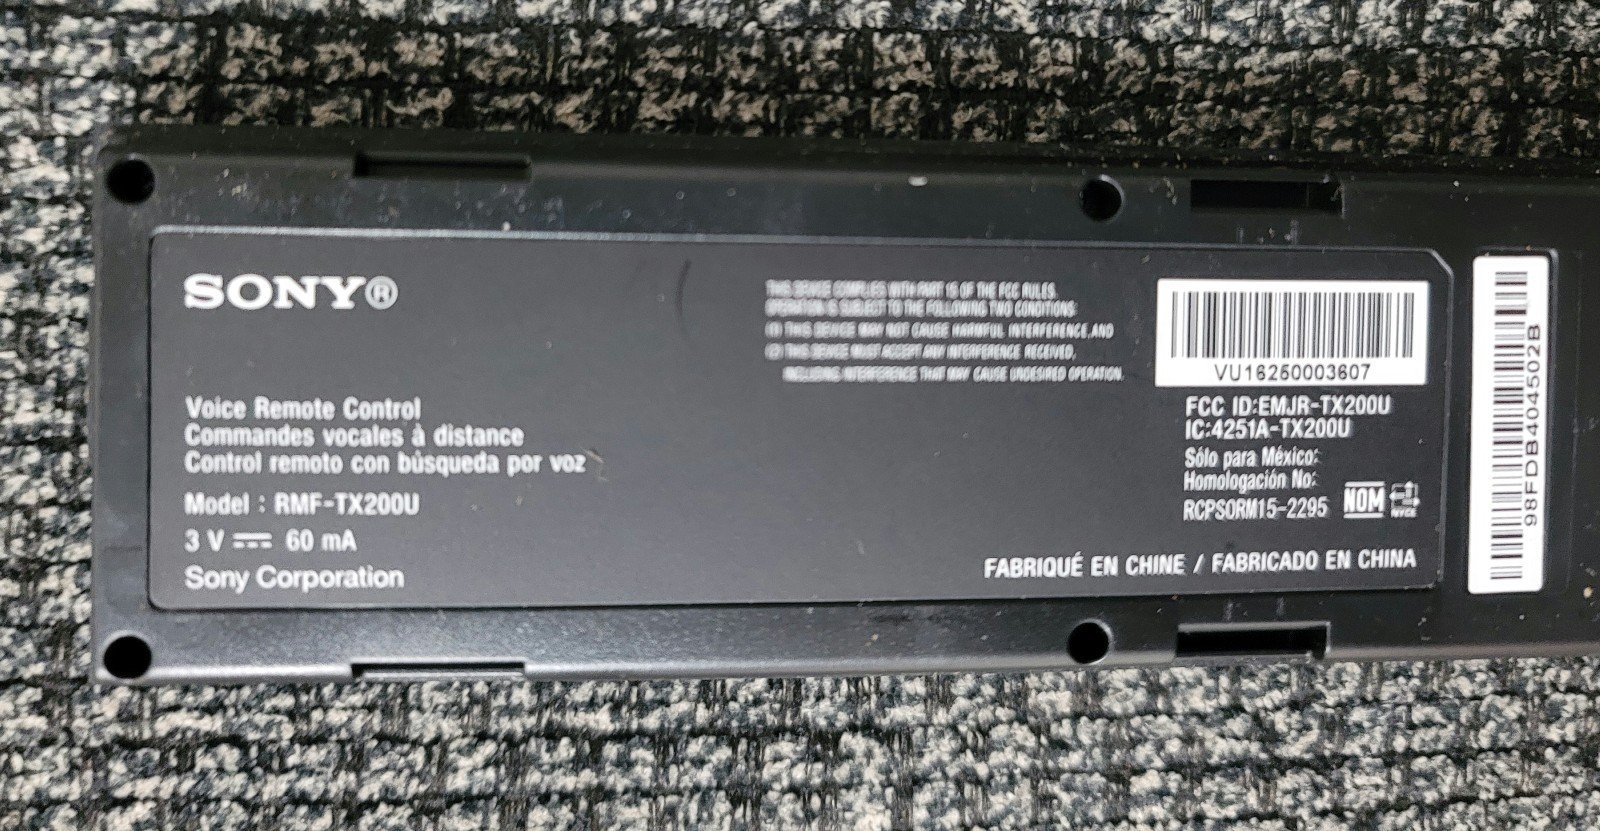 SONY®
Voice Remote Control
Commandes vocales à distance
Control remoto con búsqueda por voz
Model : RMF-TX200U
3 V 60 mA
Sony Corporation
THIS DEVICE COMPLIES WITH PART 15 OF THE FCC RULES.
OPERATION IS SUBJECT TO THE FOLLOWING TWO CONDITIONS:
(1) THIS DEVICE MAY NOT CAUSE HARMFUL INTERFERENCE,AND
(2) THIS DEVICE MUST ACCEPT ANY INTERFERENCE RECEIVED,
INCLUDING INTERFERENCE THAT MAY CAUSE UNDESIRED OPERATION.
VU16250003607
FCC ID:EMJR-TX200U
IC:4251A-TX200U
Sólo para México:
Homologación No:
RCPSORM15-2295 NOM NYCE
FABRIQUÉ EN CHINE / FABRICADO EN CHINA
98FDB404502B